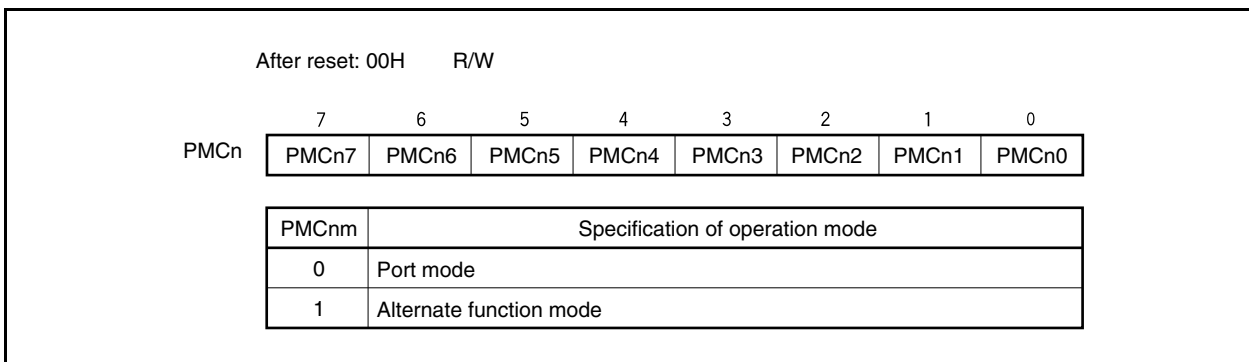 After reset: 00H R/W
7 6 5 4 3 2 1 0
PMCn PMCn7 PMCn6 PMCn5 PMCn4 PMCn3 PMCn2 PMCn1 PMCn0
PMCnm Specification of operation mode
0 Port mode
1 Alternate function mode